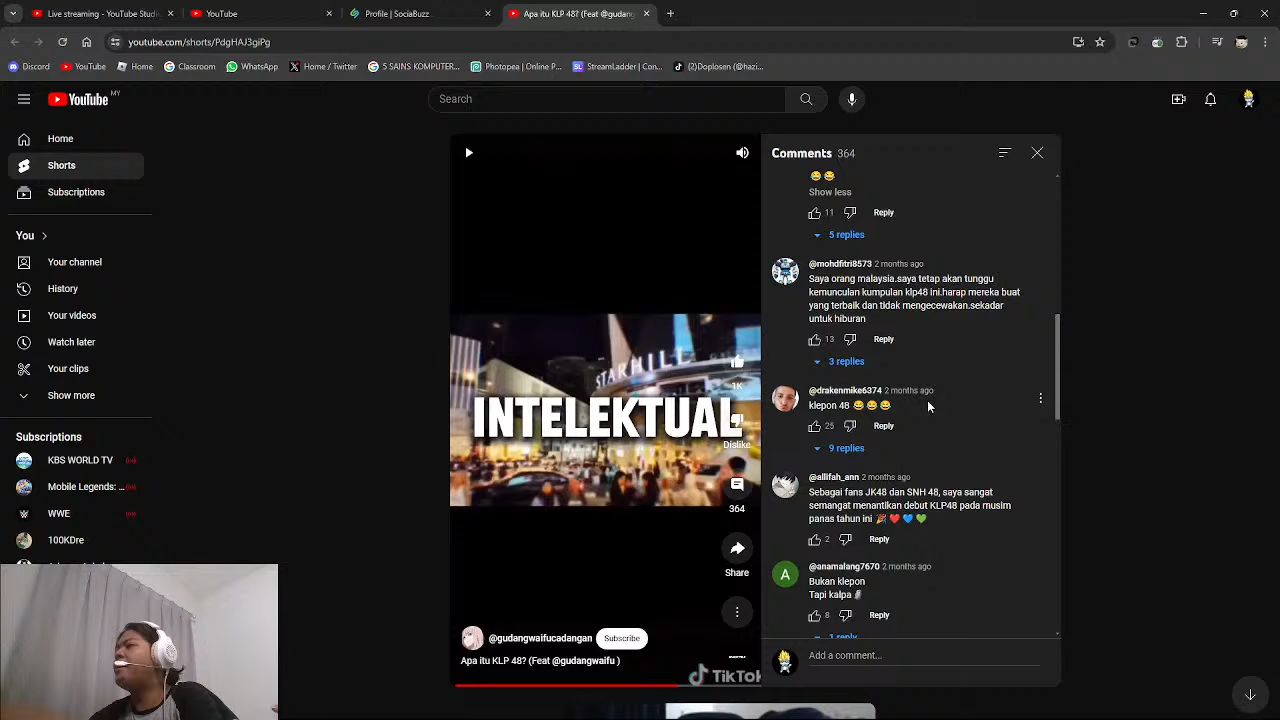 Live streaming - YouTube Stud
YouTube
Profile | SociaBuzz
Apa itu KLP 48? (Feat @gudang
youtube.com/shorts/PdgHAJ3giPg
Discord
YouTube
Home
Classroom
WhatsApp
Home / Twitter
5 SAINS KOMPUTER...
Photopea | Online P...
StreamLadder | Con...
(2)Doplosen (@hazi...
YouTube MY
Search
Home
Shorts
Subscriptions
You
Your channel
History
Your videos
Watch later
Your clips
Show more
Subscriptions
KBS WORLD TV
Mobile Legends: ...
WWE
100KDre
STARHILL
INTELEKTUAL
1K
Dislike
364
Share
@gudangwaifucadangan
Subscribe
Apa itu KLP 48? (Feat @gudangwaifu )
TikTok
Comments 364
😂😂
Show less
11 Reply
5 replies
@mohdfitri8573 2 months ago
Saya orang malaysia.saya tetap akan tunggu
kemunculan kumpulan klp48 ini.harap mereka buat
yang terbaik dan tidak mengecewakan.sekadar
untuk hiburan
13 Reply
3 replies
@drakenmike6374 2 months ago
klepon 48 😂😂😂
25 Reply
9 replies
@allifah_ann 2 months ago
Sebagai fans JK48 dan SNH 48, saya sangat
semangat menantikan debut KLP48 pada musim
panas tahun ini 🎉❤️💙💚
2 Reply
A
@anamalang7670 2 months ago
Bukan klepon
Tapi kalpa 🗿
8 Reply
1 reply
Add a comment...